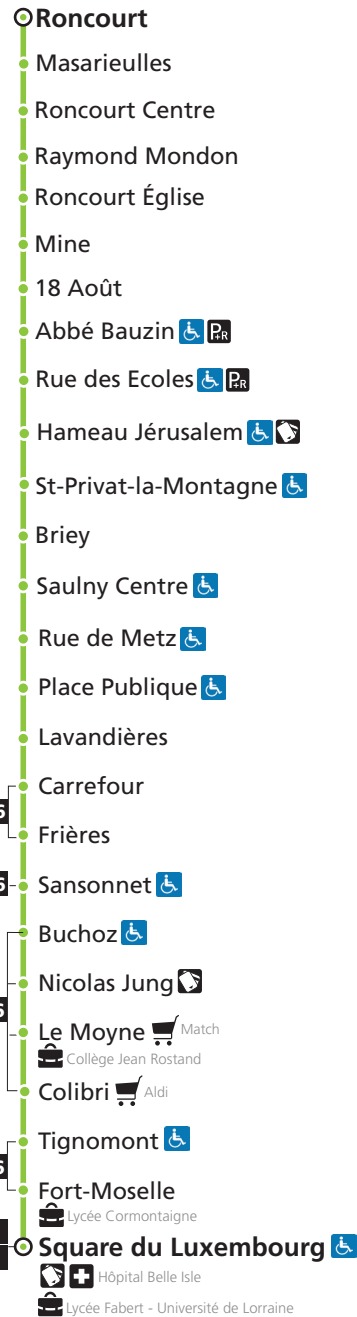 Roncourt
Masarieulles
Roncourt Centre
Raymond Mondon
Roncourt Église
Mine
18 Août
Abbé Bauzin P+R
Rue des Ecoles P+R
Hameau Jérusalem
St-Privat-la-Montagne
Briey
Saulny Centre
Rue de Metz
Place Publique
Lavandières
Carrefour
Frières
Sansonnet
Buchoz
Nicolas Jung
Le Moyne Match
Collège Jean Rostand
Colibri Aldi
Tignomont
Fort-Moselle
Lycée Cormontaigne
Square du Luxembourg
Hôpital Belle Isle
Lycée Fabert - Université de Lorraine